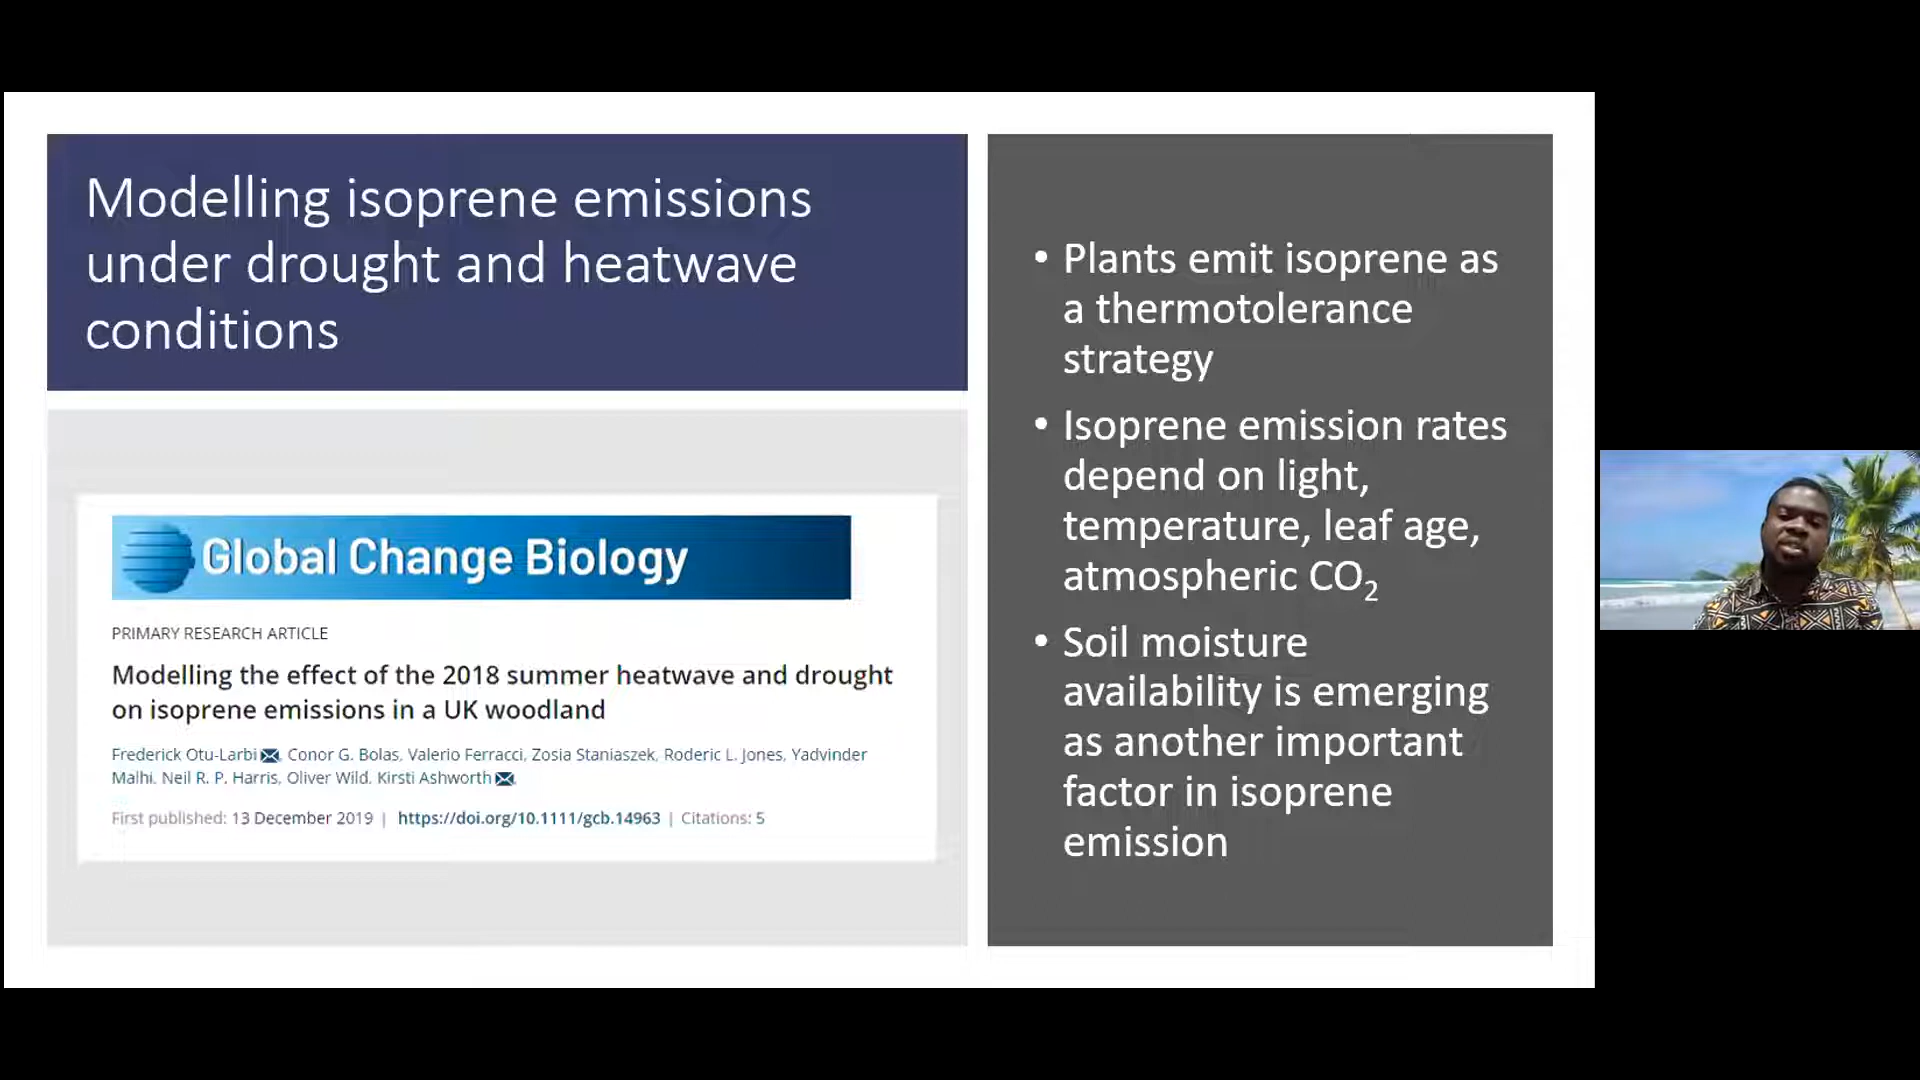 Modelling isoprene emissions
under drought and heatwave
conditions
Global Change Biology
PRIMARY RESEARCH ARTICLE
Modelling the effect of the 2018 summer heatwave and drought
on isoprene emissions in a UK woodland
Frederick Otu-Larbi, Conor G. Bolas, Valerio Ferracci, Zosia Staniaszek, Roderic L. Jones, Yadvinder
Malhi, Neil R. P. Harris, Oliver Wild, Kirsti Ashworth
First published: 13 December 2019 | https://doi.org/10.1111/gcb.14963 | Citations: 5
• Plants emit isoprene as
a thermotolerance
strategy
• Isoprene emission rates
depend on light,
temperature, leaf age,
atmospheric CO₂
• Soil moisture
availability is emerging
as another important
factor in isoprene
emission